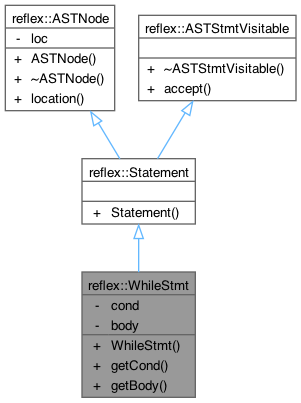 reflex::ASTNode
- loc
+ ASTNode()
+ ~ASTNode()
+ location()
reflex::ASTStmtVisitable
+ ~ASTStmtVisitable()
+ accept()
reflex::Statement
+ Statement()
reflex::WhileStmt
- cond
- body
+ WhileStmt()
+ getCond()
+ getBody()